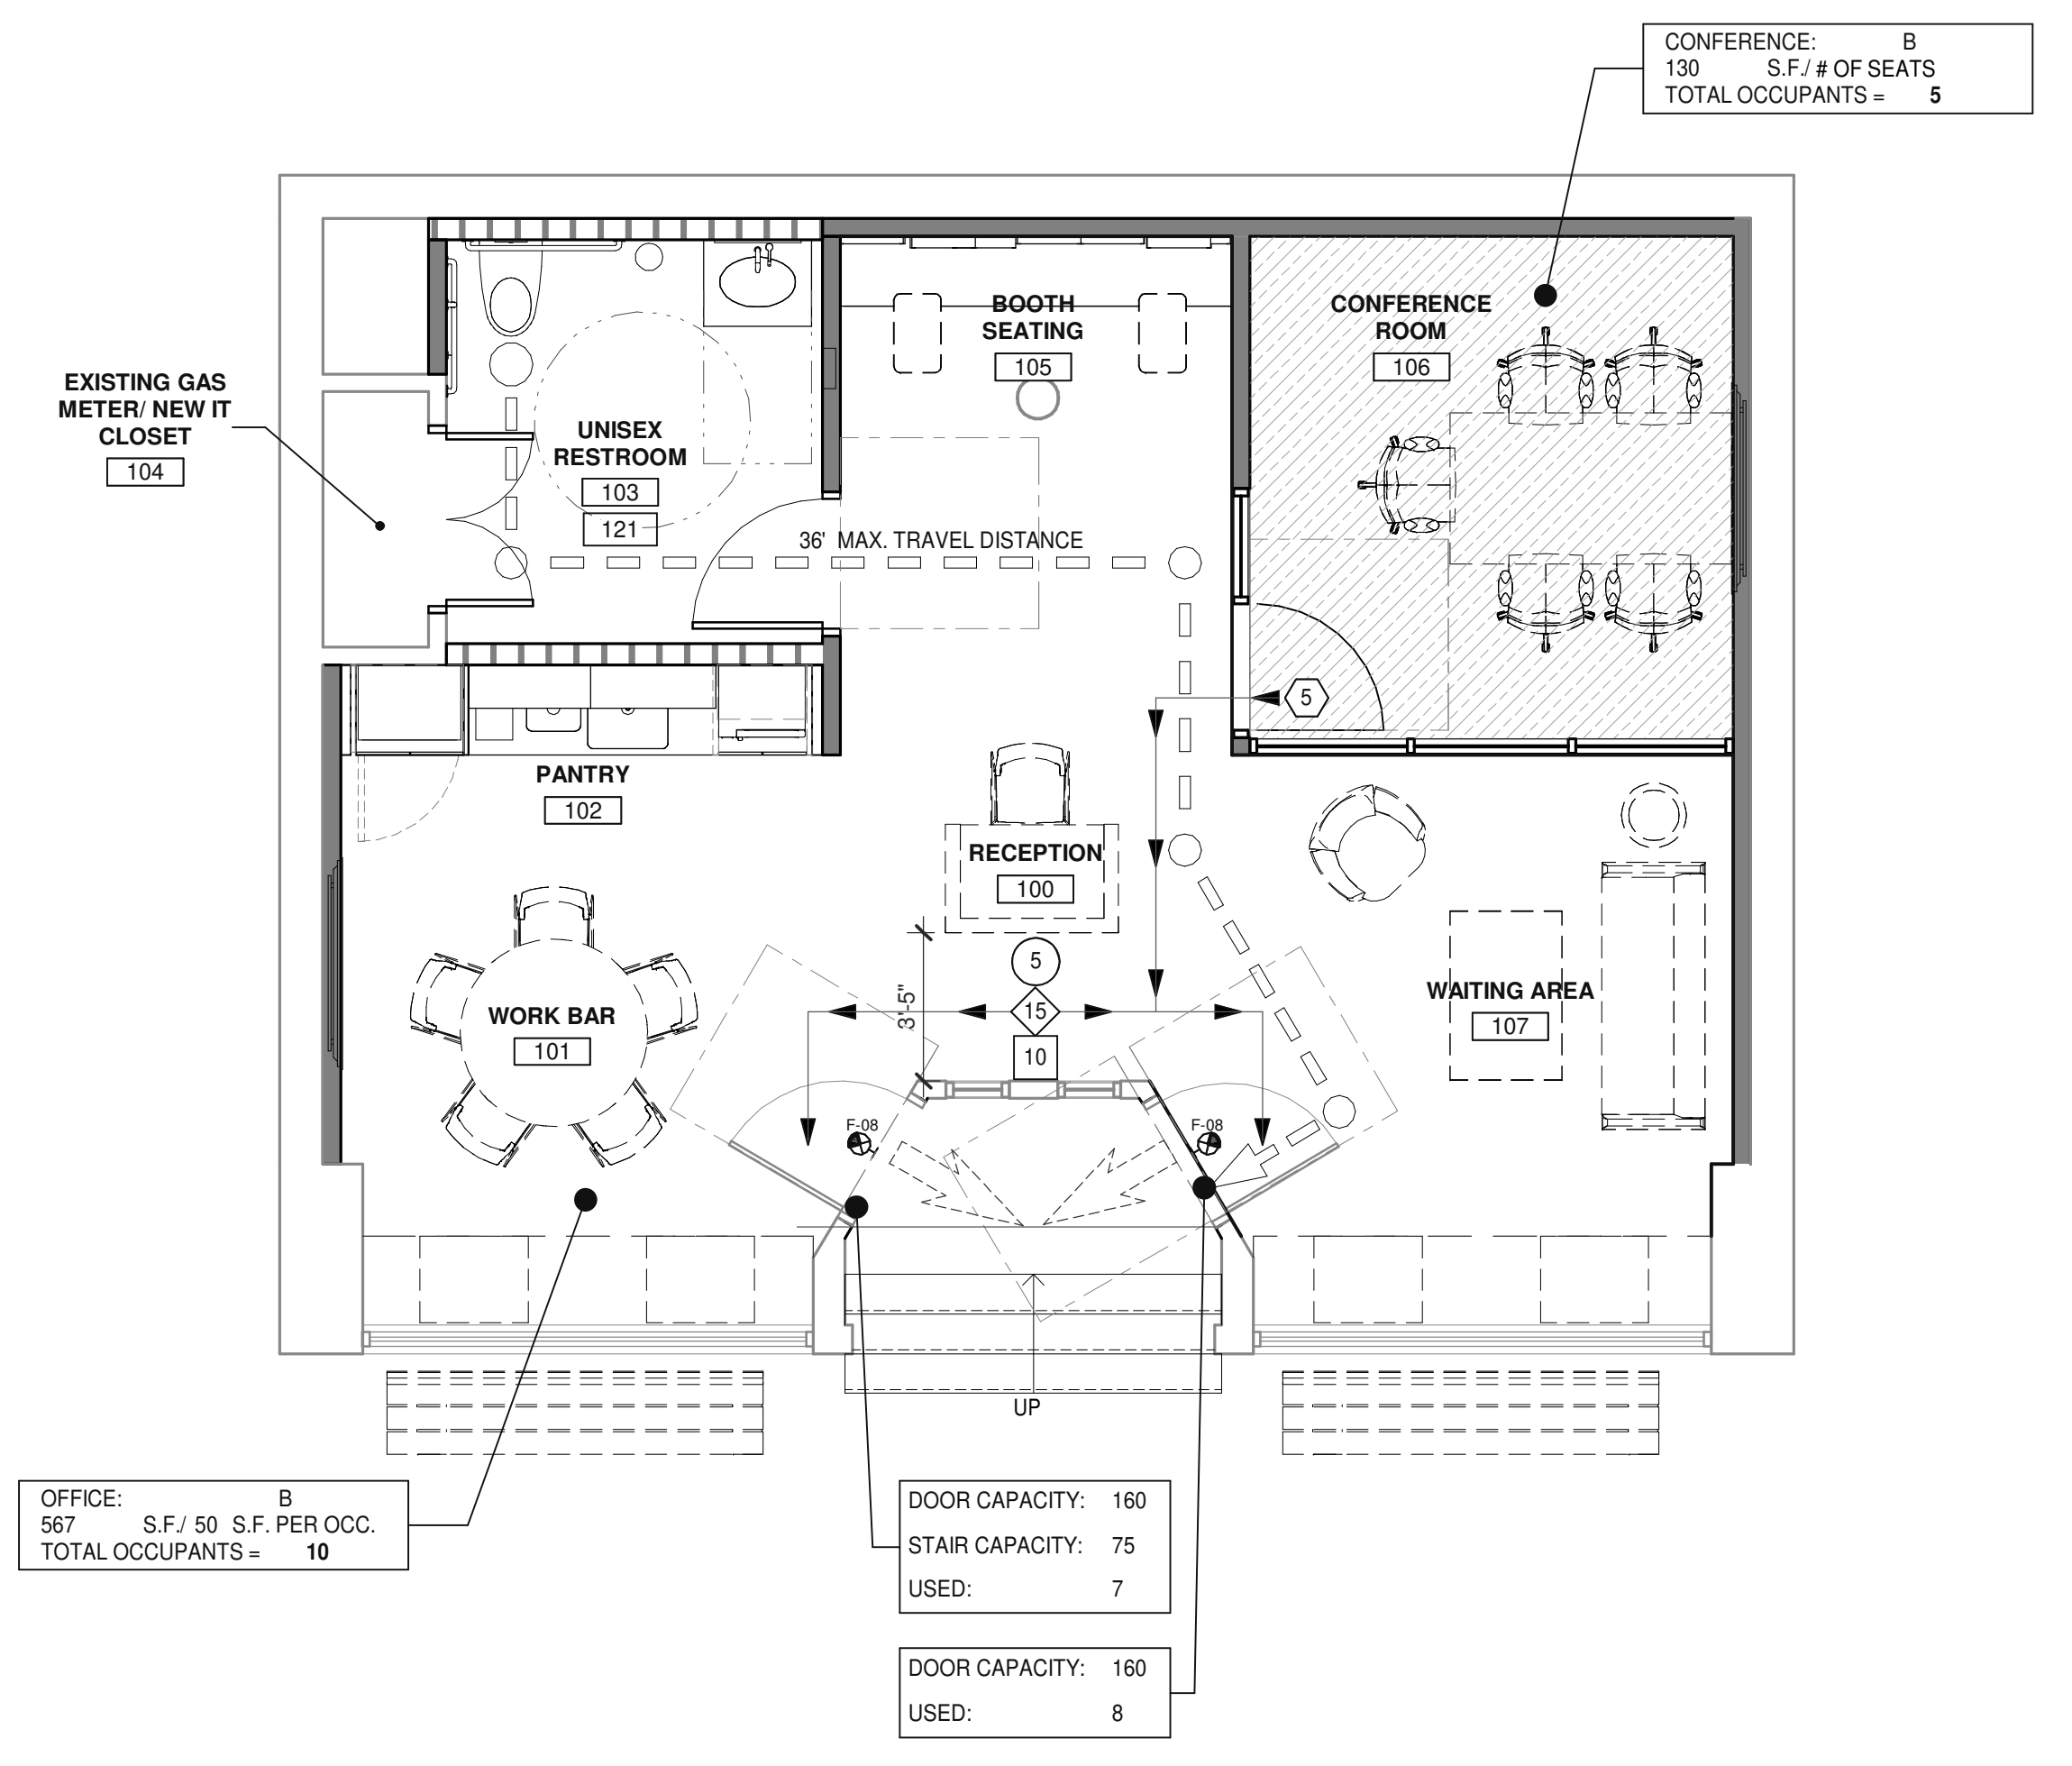 CONFERENCE: B
130 S.F./ # OF SEATS
TOTAL OCCUPANTS = 5
BOOTH
SEATING
105
CONFERENCE
ROOM
106
EXISTING GAS
METER/ NEW IT
CLOSET
104
UNISEX
RESTROOM
103
121
36' MAX. TRAVEL DISTANCE
5
PANTRY
102
RECEPTION
100
5
15
10
3'-5"
WORK BAR
101
WAITING AREA
107
F-08
F-08
UP
OFFICE: B
567 S.F./ 50 S.F. PER OCC.
TOTAL OCCUPANTS = 10
DOOR CAPACITY: 160
STAIR CAPACITY: 75
USED: 7
DOOR CAPACITY: 160
USED: 8